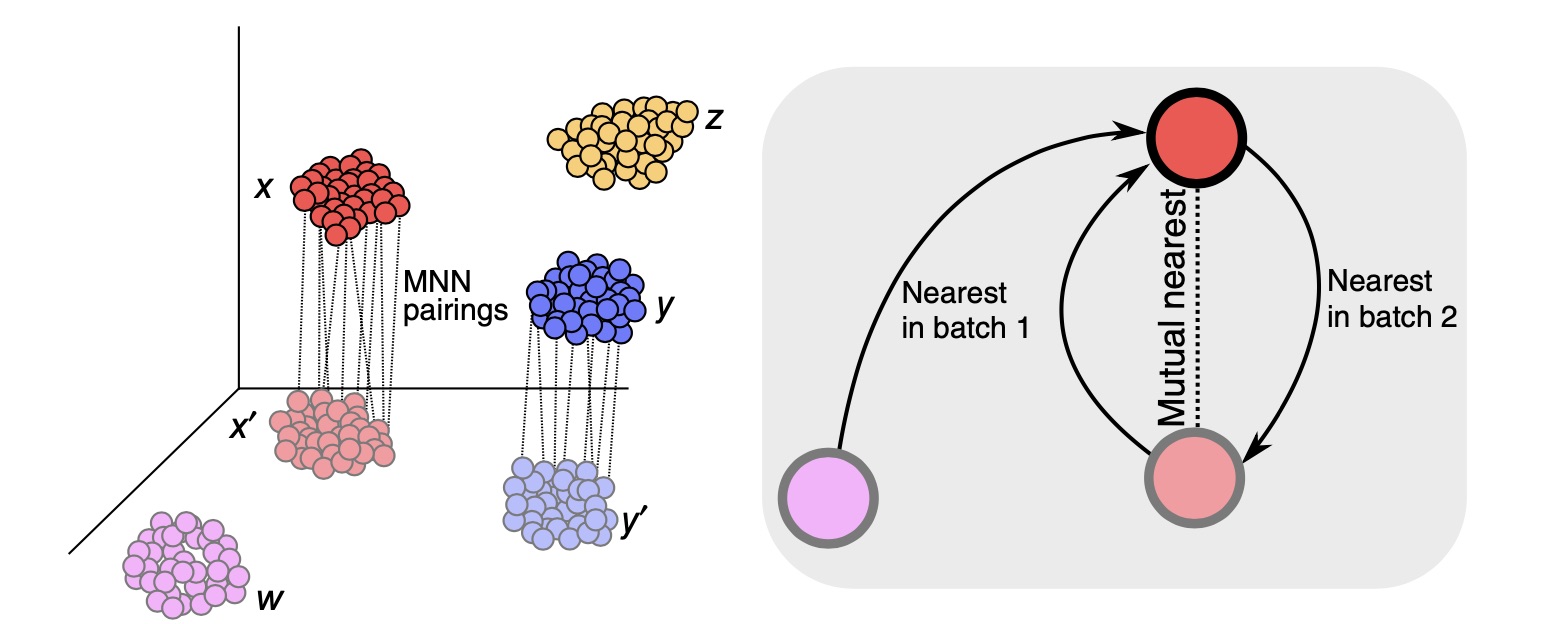 z
x
MNN
pairings
y
x′
y′
w
Nearest
in batch 1
Mutual nearest
Nearest
in batch 2